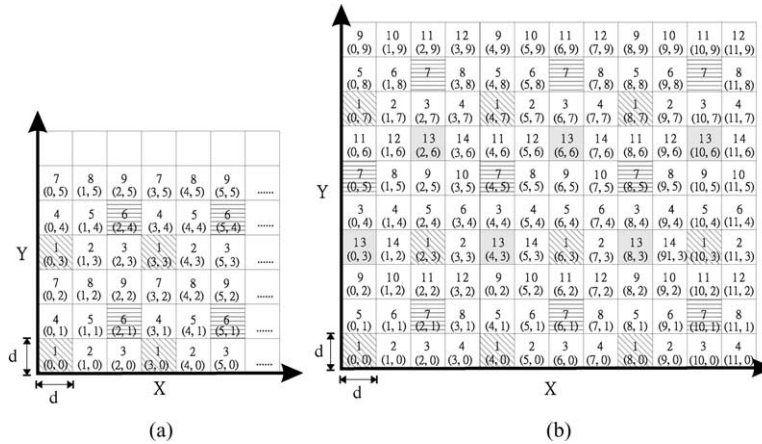 7 8 9 7 8 9
(0, 5) (1, 5) (2, 5) (3, 5) (4, 5) (5, 5) ......
4 5 6 4 5 6
(0, 4) (1, 4) (2, 4) (3, 4) (4, 4) (5, 4) ......
1 2 3 1 2 3
(0, 3) (1, 3) (2, 3) (3, 3) (4, 3) (5, 3) ......
7 8 9 7 8 9
(0, 2) (1, 2) (2, 2) (3, 2) (4, 2) (5, 2) ......
4 5 6 4 5 6
(0, 1) (1, 1) (2, 1) (3, 1) (4, 1) (5, 1) ......
1 2 3 1 2 3
(0, 0) (1, 0) (2, 0) (3, 0) (4, 0) (5, 0) ......
Y
d
d
X
(a)
9 10 11 12 9 10 11 12 9 10 11 12
(0, 9) (1, 9) (2, 9) (3, 9) (4, 9) (5, 9) (6, 9) (7, 9) (8, 9) (9, 9) (10, 9) (11, 9)
5 6 7 8 5 6 7 8 5 6 7 8
(0, 8) (1, 8) (3, 8) (4, 8) (5, 8) (7, 8) (8, 8) (9, 8) (11, 8)
1 2 3 4 1 2 3 4 1 2 3 4
(0, 7) (1, 7) (2, 7) (3, 7) (4, 7) (5, 7) (6, 7) (7, 7) (8, 7) (9, 7) (10, 7) (11, 7)
11 12 13 14 11 12 13 14 11 12 13 14
(0, 6) (1, 6) (2, 6) (3, 6) (4, 6) (5, 6) (6, 6) (7, 6) (8, 6) (9, 6) (10, 6) (11, 6)
7 8 9 10 7 8 9 10 7 8 9 10
(0, 5) (1, 5) (2, 5) (3, 5) (4, 5) (5, 5) (6, 5) (7, 5) (8, 5) (9, 5) (10, 5) (11, 5)
3 4 5 6 3 4 5 6 3 4 5 6
(0, 4) (1, 4) (2, 4) (3, 4) (4, 4) (5, 4) (6, 4) (7, 4) (8, 4) (9, 4) (10, 4) (11, 4)
13 14 1 2 13 14 1 2 13 14 1 2
(0, 3) (1, 2) (2, 3) (3, 3) (4, 3) (5, 3) (6, 3) (7, 3) (8, 3) (91, 3) (10, 3) (11, 3)
9 10 11 12 9 10 11 12 9 10 11 12
(0, 2) (1, 2) (2, 2) (3, 2) (0, 2) (5, 2) (6, 2) (7, 2) (8, 2) (9, 2) (10, 2) (11, 2)
5 6 7 8 5 6 7 8 5 6 7 8
(0, 1) (1, 1) (2, 1) (3, 1) (4, 1) (5, 1) (6, 1) (7, 1) (8, 1) (9, 1) (10, 1) (11, 1)
1 2 3 4 1 2 3 4 1 2 3 4
(0, 0) (1, 0) (2, 0) (3, 0) (4, 0) (5, 0) (6, 0) (7, 0) (8, 0) (9, 0) (10, 0) (11, 0)
Y
d
d
X
(b)